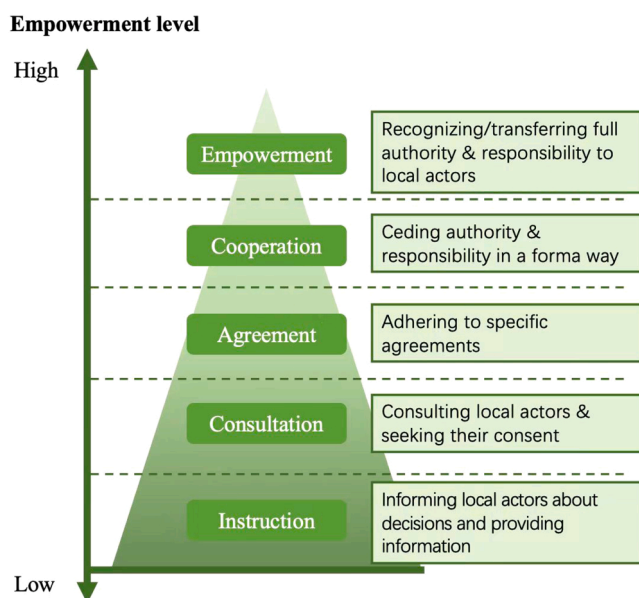 Empowerment level
High
Empowerment
Recognizing/transferring full
authority & responsibility to
local actors
Cooperation
Ceding authority &
responsibility in a forma way
Agreement
Adhering to specific
agreements
Consultation
Consulting local actors &
seeking their consent
Instruction
Informing local actors about
decisions and providing
information
Low